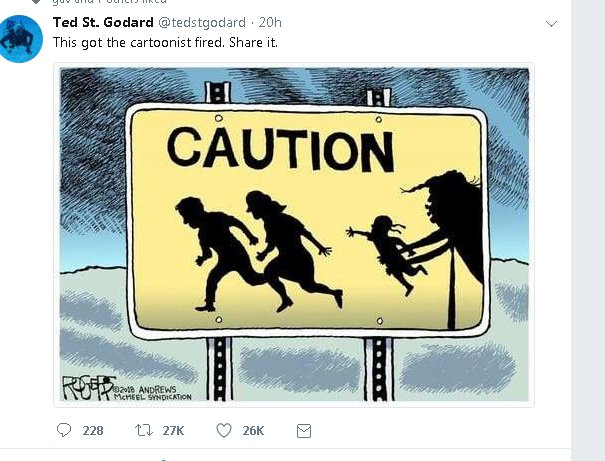 Ted St. Godard @tedstgodard · 20h
This got the cartoonist fired. Share it.
CAUTION
ROGERS ©2018 ANDREWS
MCMEEL SYNDICATION
228 27K 26K